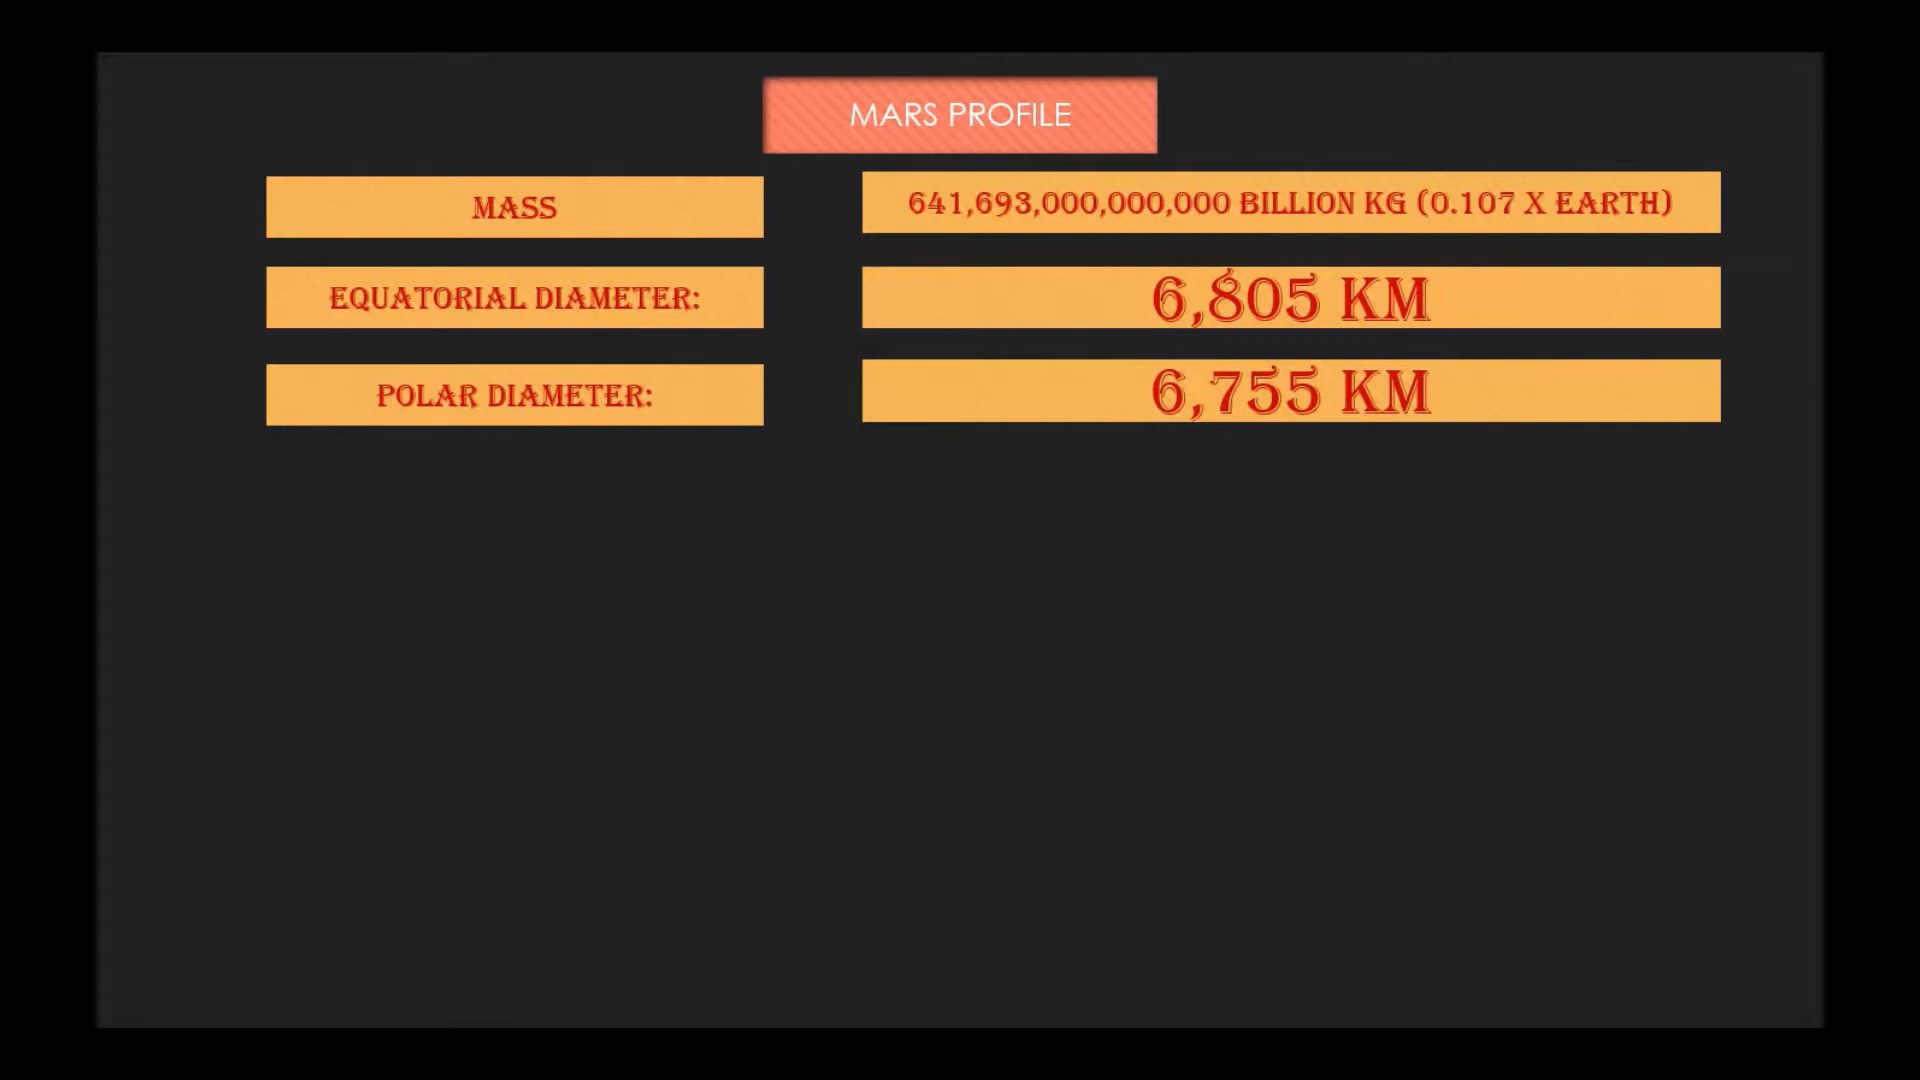 MARS PROFILE
MASS
641,693,000,000,000 BILLION KG (0.107 X EARTH)
EQUATORIAL DIAMETER:
6,805 KM
POLAR DIAMETER:
6,755 KM